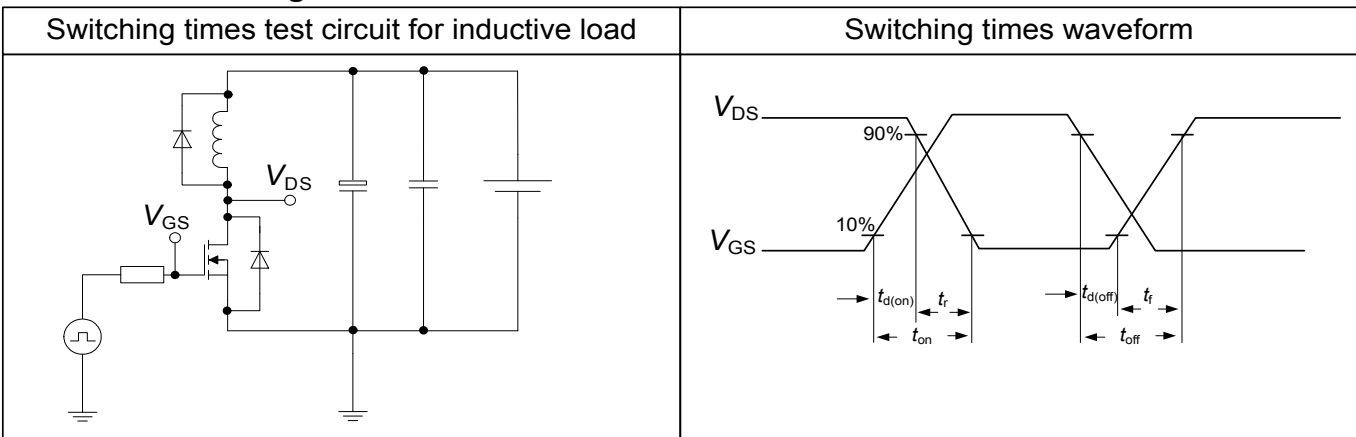 Switching times test circuit for inductive load
Switching times waveform
VDS
VGS
VDS
90%
10%
VGS
td(on) tr
ton
td(off) tf
toff